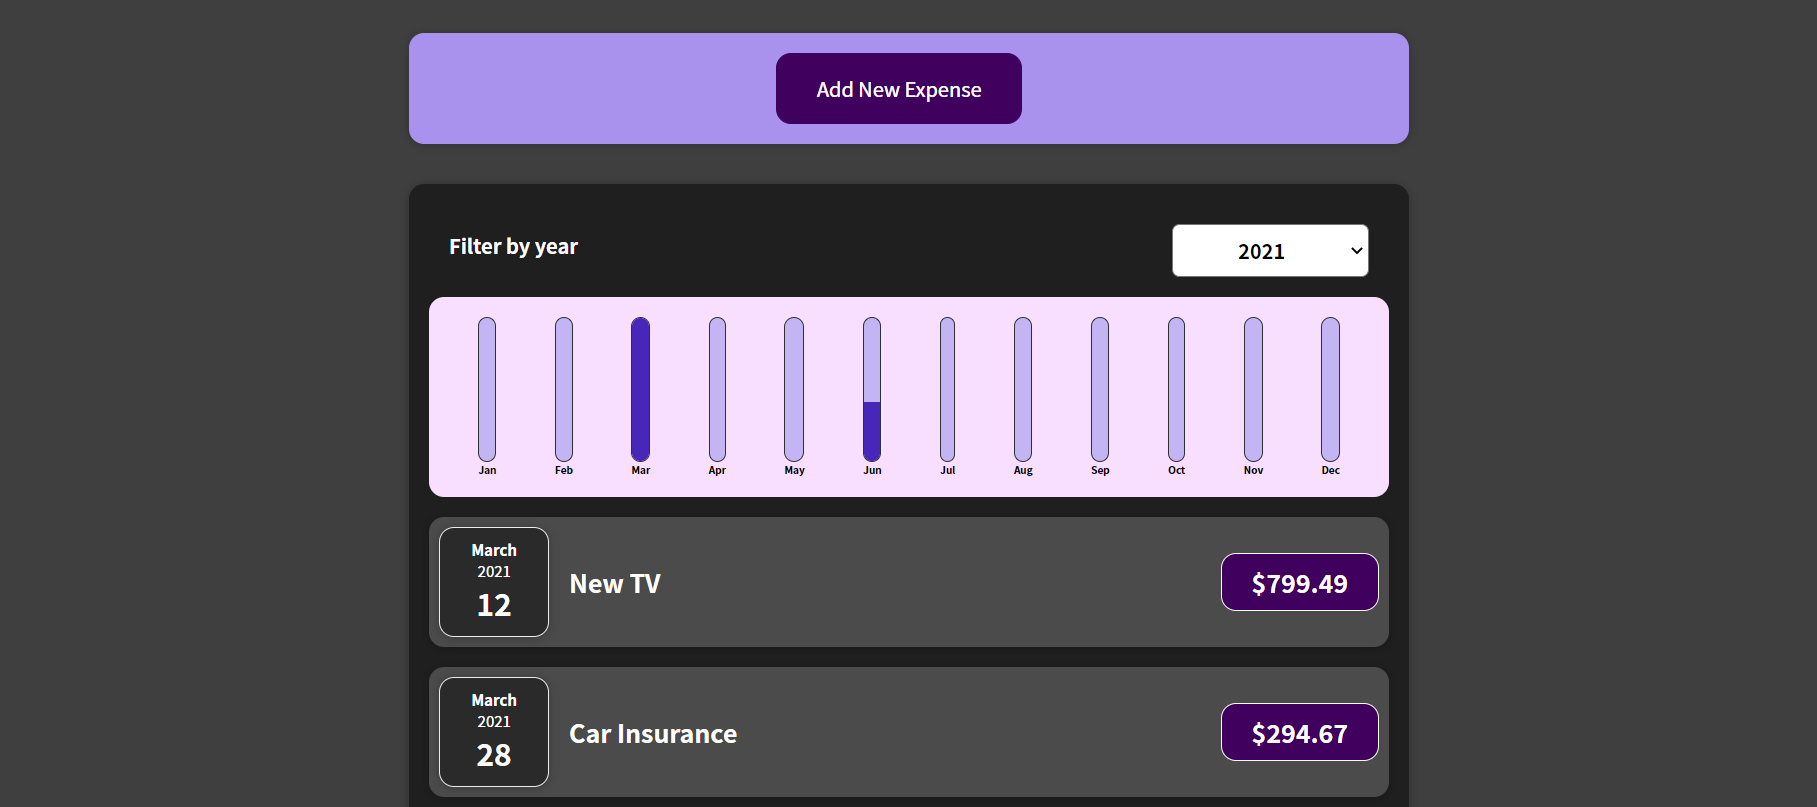 Add New Expense
Filter by year
2021
Jan Feb Mar Apr May Jun Jul Aug Sep Oct Nov Dec
March
2021
12
New TV
$799.49
March
2021
28
Car Insurance
$294.67